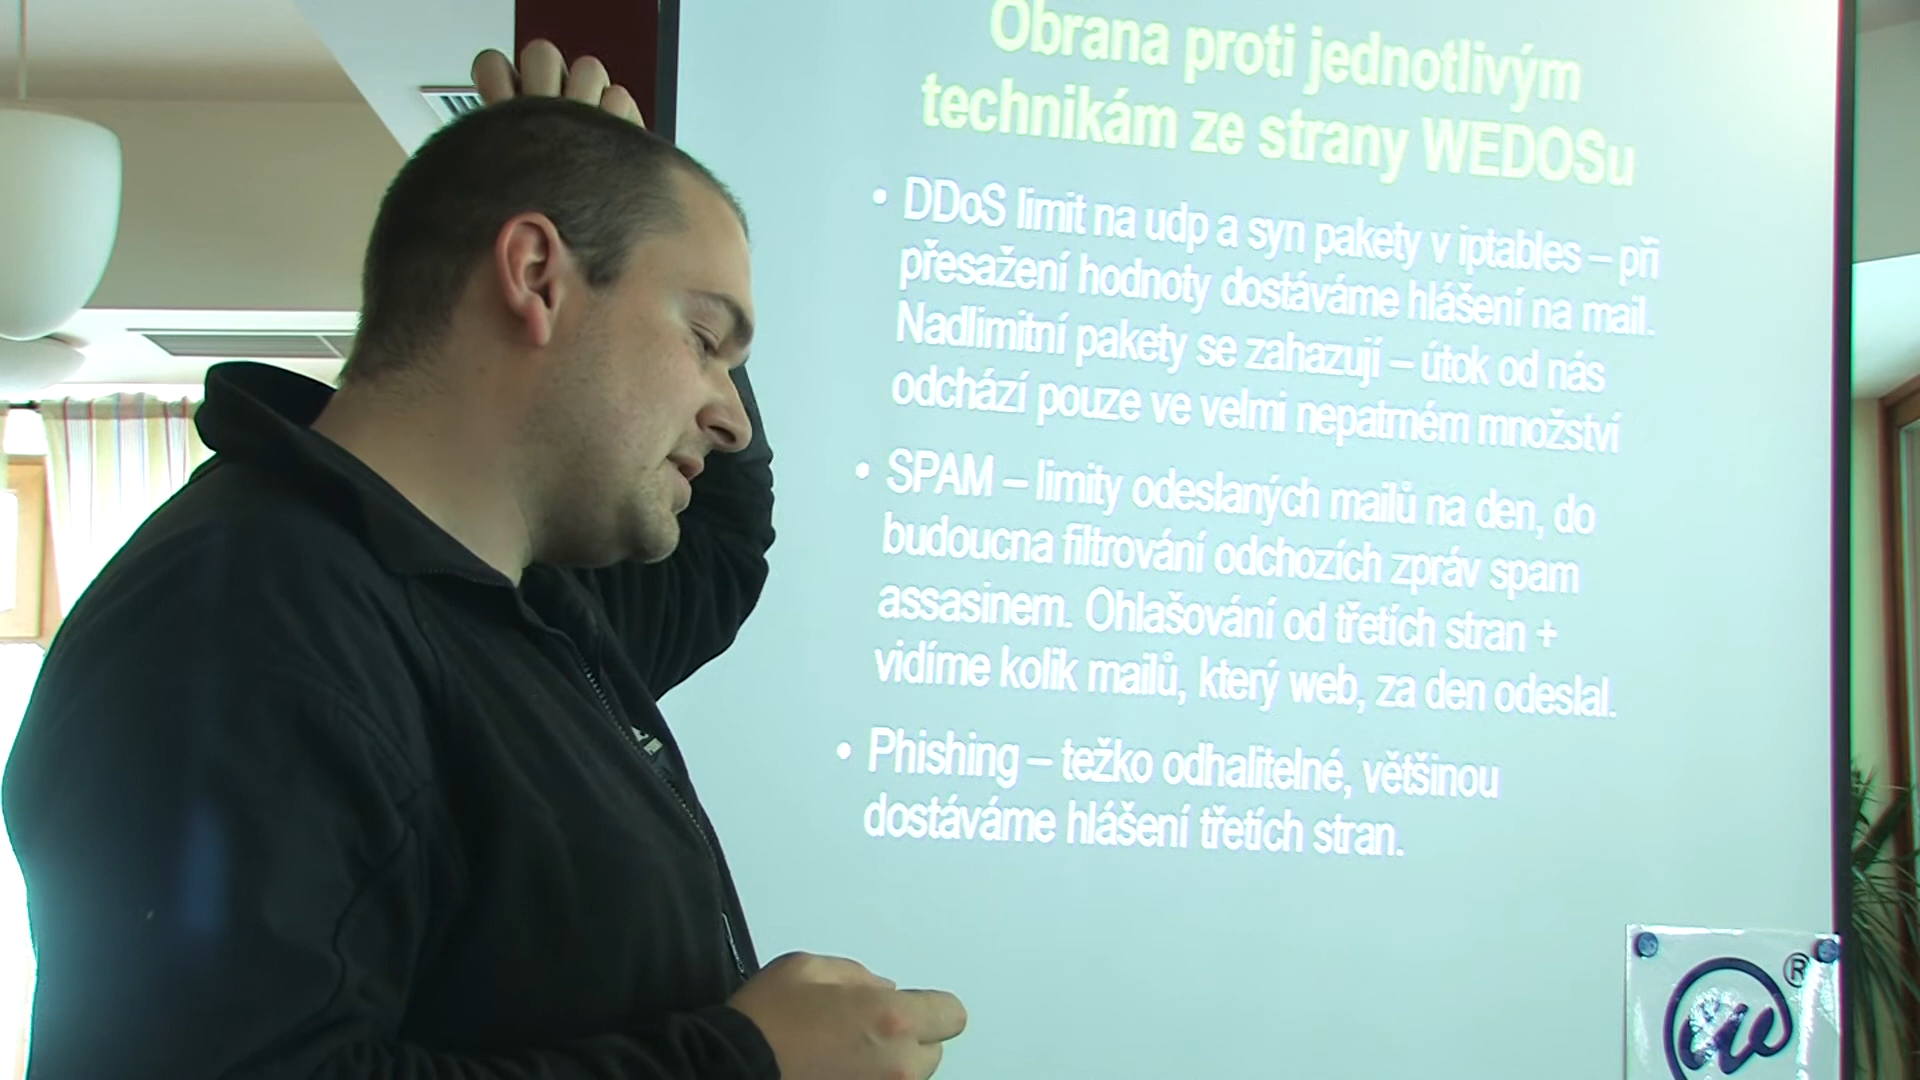 Obrana proti jednotlivým
technikám ze strany WEDOSu
• DDoS limit na udp a syn pakety v iptables – při
přesažení hodnoty dostáváme hlášení na mail.
Nadlimitní pakety se zahazují – útok od nás
odchází pouze ve velmi nepatrném množství
• SPAM – limity odeslaných mailů na den, do
budoucna filtrování odchozích zpráv spam
assasinem. Ohlašování od třetích stran +
vidíme kolik mailů, který web, za den odeslal.
• Phishing – težko odhalitelné, většinou
dostáváme hlášení třetích stran.
®
w